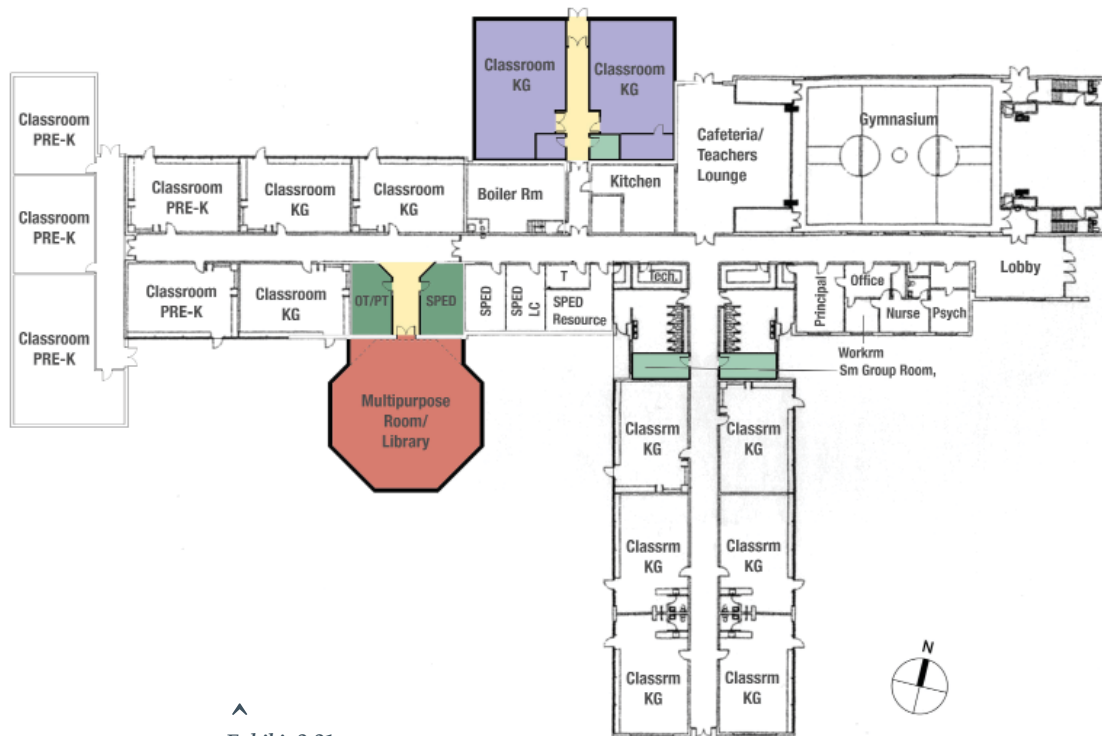 Classroom
KG
Classroom
KG
Classroom
PRE-K
Cafeteria/
Teachers
Lounge
Gymnasium
Classroom
PRE-K
Classroom
KG
Classroom
KG
Boiler Rm
Kitchen
Classroom
PRE-K
Lobby
Classroom
PRE-K
Classroom
KG
OT/PT
SPED
SPED
SPED
LC
T
SPED
Resource
Tech.
Principal
Office
Nurse
Psych
Classroom
PRE-K
Workrm
Sm Group Room,
Multipurpose
Room/
Library
Classrm
KG
Classrm
KG
Classrm
KG
Classrm
KG
Classrm
KG
Classrm
KG
N